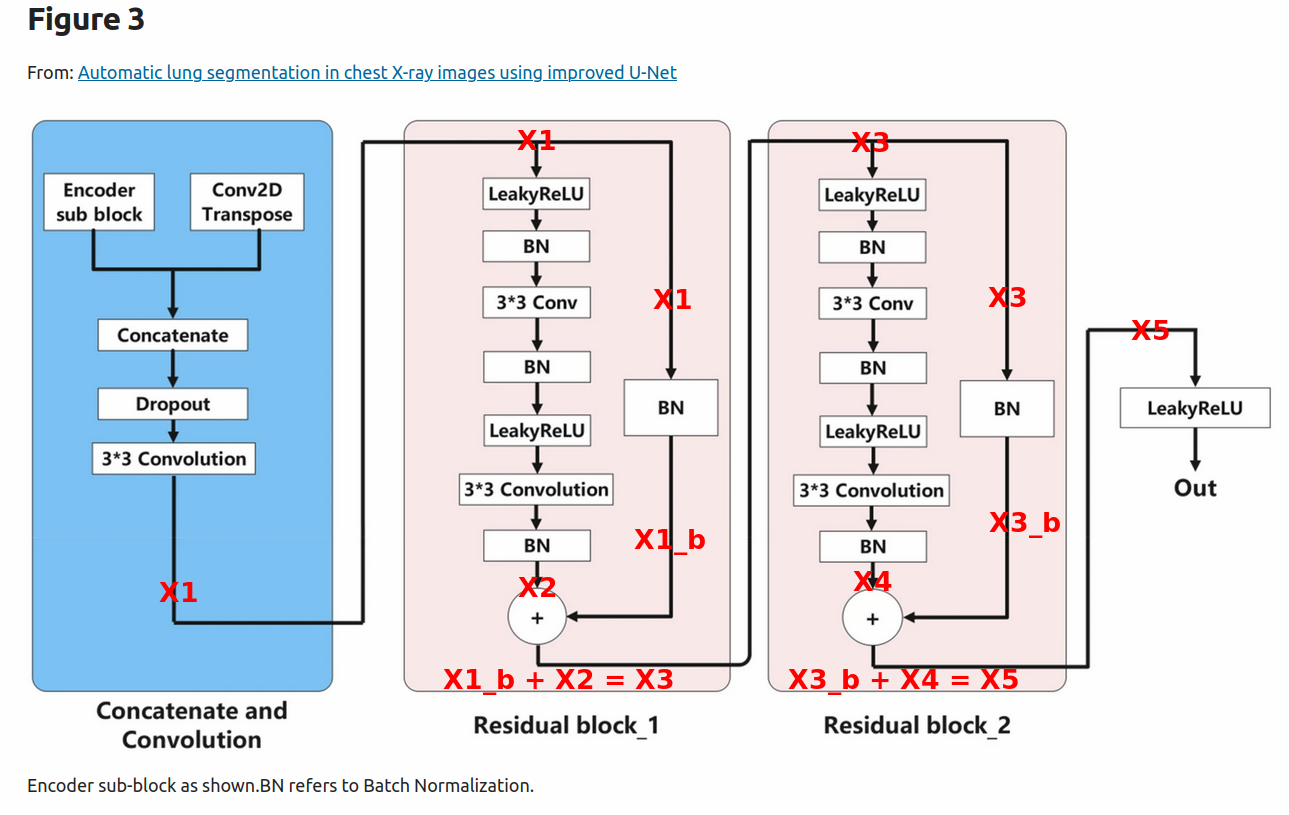 Figure 3
From: Automatic lung segmentation in chest X-ray images using improved U-Net
Encoder
sub block
Conv2D
Transpose
Concatenate
Dropout
3*3 Convolution
X1
Concatenate and
Convolution
X1
LeakyReLU
BN
3*3 Conv
X1
BN
BN
LeakyReLU
3*3 Convolution
BN
X1_b
X2
+
X1_b + X2 = X3
Residual block_1
X3
LeakyReLU
BN
3*3 Conv
X3
BN
BN
LeakyReLU
3*3 Convolution
BN
X3_b
X4
+
X3_b + X4 = X5
Residual block_2
X5
LeakyReLU
Out
Encoder sub-block as shown.BN refers to Batch Normalization.